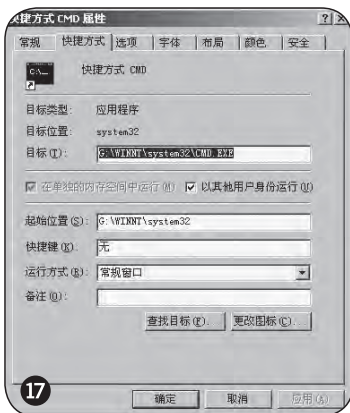 快捷方式 CMD 属性
? ×
常规 快捷方式 选项 字体 布局 颜色 安全
C:\_
快捷方式 CMD
目标类型: 应用程序
目标位置: system32
目标(T): G:\WINNT\system32\CMD.EXE
在单独的内存空间中运行(M) 以其他用户身份运行(U)
起始位置(S): G:\WINNT\system32
快捷键(K): 无
运行方式(R): 常规窗口
备注(O):
查找目标(F)... 更改图标(C)...
17
确定 取消 应用(A)